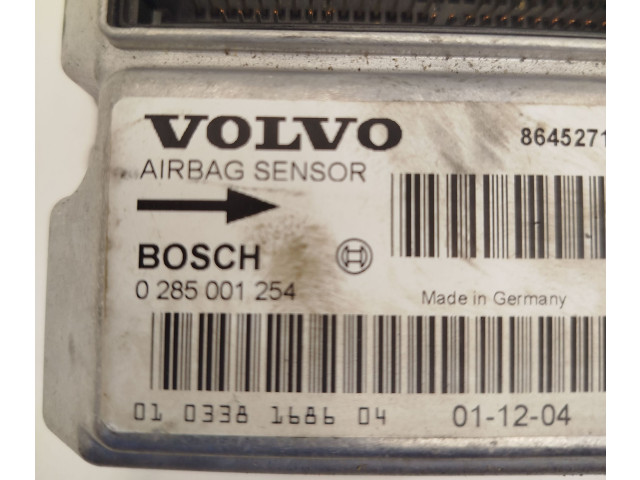 VOLVO 8645271
AIRBAG SENSOR
BOSCH
0 285 001 254
Made in Germany
01 0338 1686 04 01-12-04